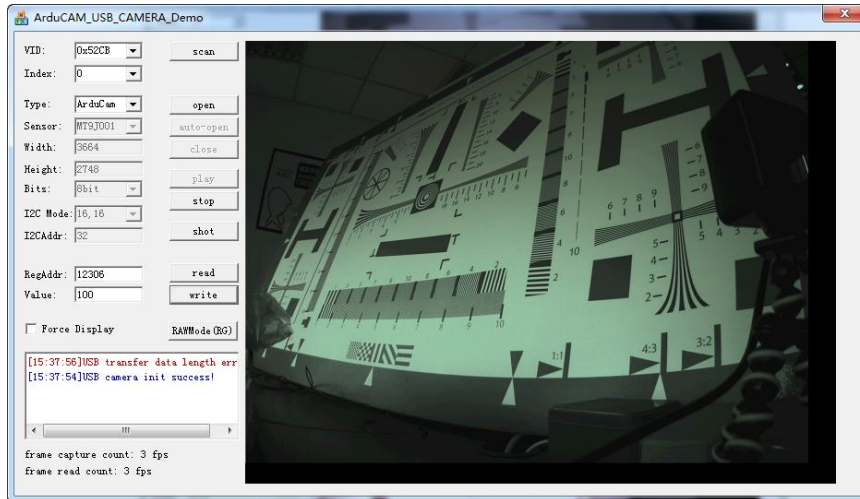 ArduCAM_USB_CAMERA_Demo
VID: 0x52CB scan
Index: 0
Type: ArduCam open
Sensor: MT9J001 auto-open
Width: 3664 close
Height: 2748 play
Bits: 8bit stop
I2C Mode: 16,16 shot
I2CAddr: 32
RegAddr: 12306 read
Value: 100 write
Force Display RAWMode(RG)
[15:37:56]USB transfer data length err
[15:37:54]USB camera init success!
frame capture count: 3 fps
frame read count: 3 fps
1:1
4:3
3:2